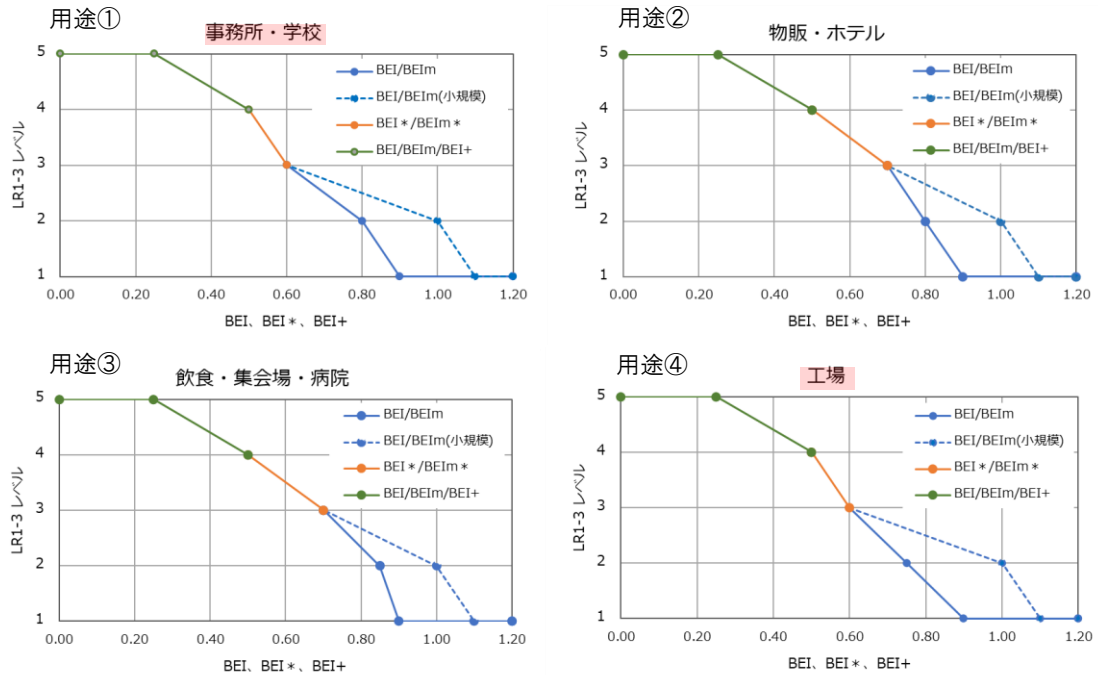 用途①
事務所・学校
5
4
3
2
1
LR1-3 レベル
BEI/BEIm
BEI/BEIm(小規模)
BEI＊/BEIm＊
BEI/BEIm/BEI+
0.00 0.20 0.40 0.60 0.80 1.00 1.20
BEI、BEI＊、BEI+
用途②
物販・ホテル
5
4
3
2
1
LR1-3 レベル
BEI/BEIm
BEI/BEIm(小規模)
BEI＊/BEIm＊
BEI/BEIm/BEI+
0.00 0.20 0.40 0.60 0.80 1.00 1.20
BEI、BEI＊、BEI+
用途③
飲食・集会場・病院
5
4
3
2
1
LR1-3 レベル
BEI/BEIm
BEI/BEIm(小規模)
BEI＊/BEIm＊
BEI/BEIm/BEI+
0.00 0.20 0.40 0.60 0.80 1.00 1.20
BEI、BEI＊、BEI+
用途④
工場
5
4
3
2
1
LR1-3 レベル
BEI/BEIm
BEI/BEIm(小規模)
BEI＊/BEIm＊
BEI/BEIm/BEI+
0.00 0.20 0.40 0.60 0.80 1.00 1.20
BEI、BEI＊、BEI+